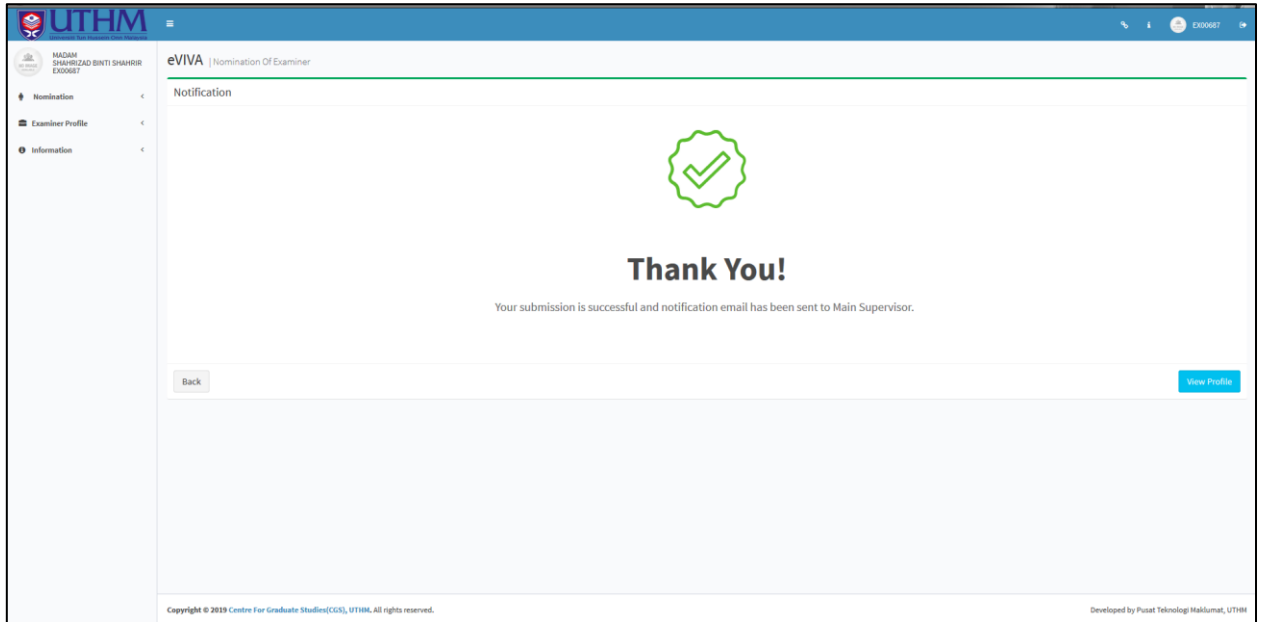 UTHM
Universiti Tun Hussein Onn Malaysia
EX00687
MADAM
SHAHRIZAD BINTI SHAHRIR
EX00687
eVIVA | Nomination Of Examiner
Nomination
Examiner Profile
Information
Notification
Thank You!
Your submission is successful and notification email has been sent to Main Supervisor.
Back
View Profile
Copyright © 2019 Centre For Graduate Studies(CGS), UTHM. All rights reserved.
Developed by Pusat Teknologi Maklumat, UTHM